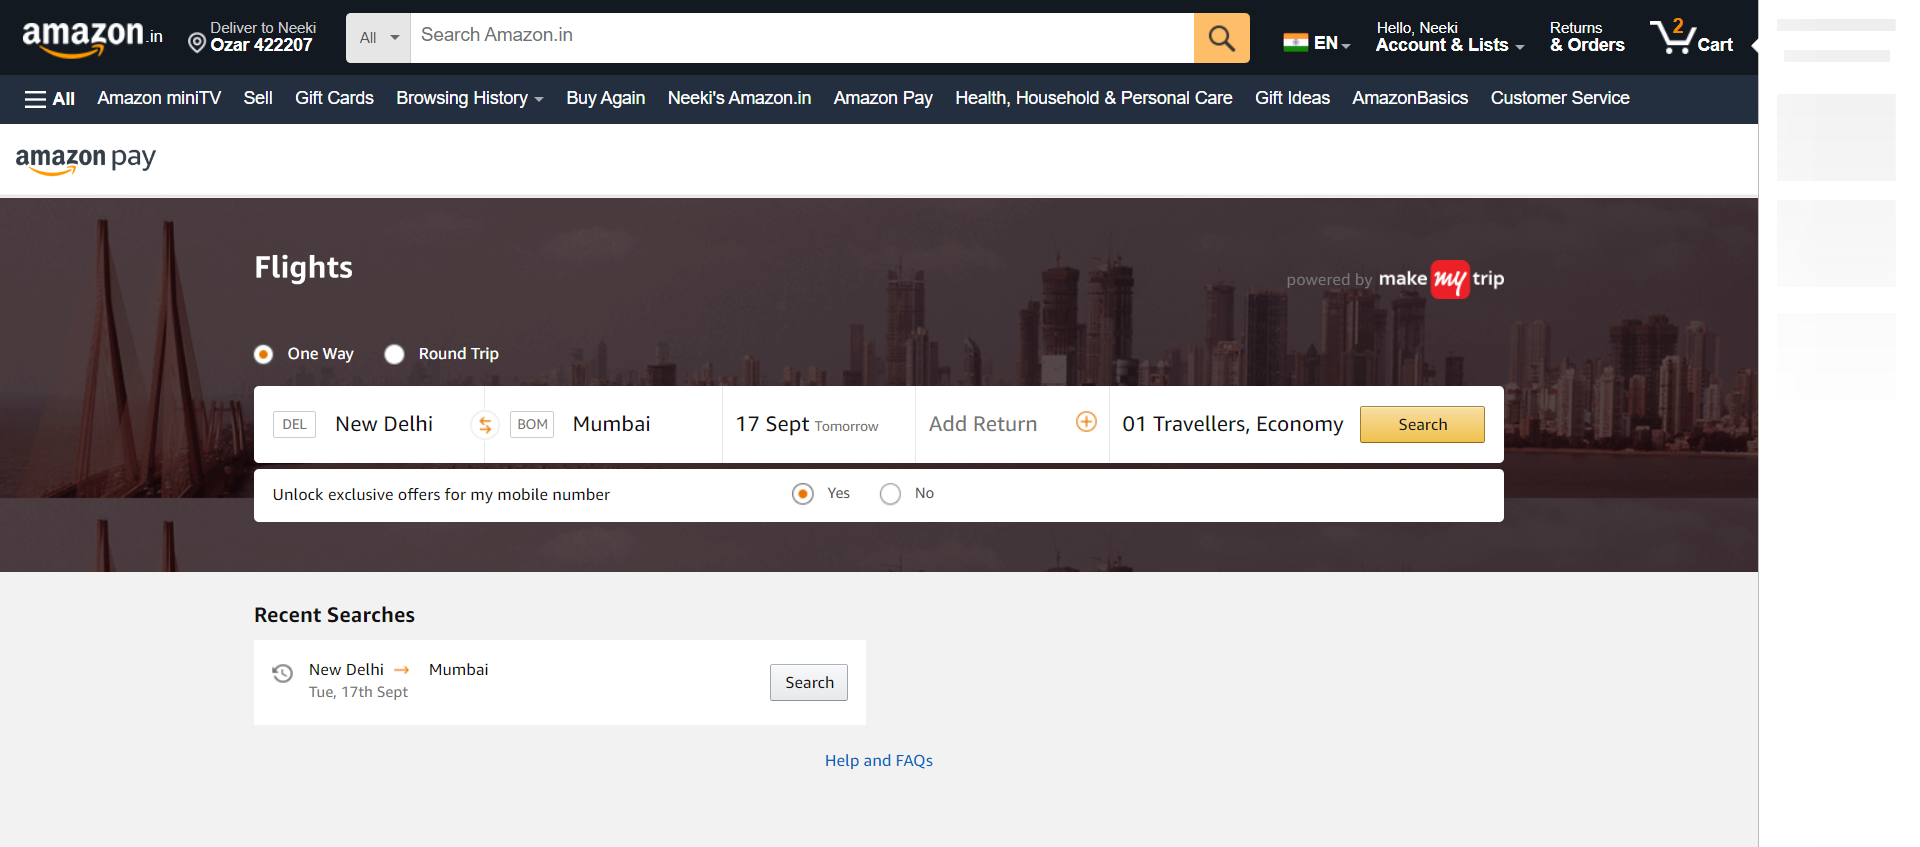 amazon.in
Deliver to Neeki
Ozar 422207
All
Search Amazon.in
EN
Hello, Neeki
Account & Lists
Returns
& Orders
2
Cart
All
Amazon miniTV
Sell
Gift Cards
Browsing History
Buy Again
Neeki's Amazon.in
Amazon Pay
Health, Household & Personal Care
Gift Ideas
AmazonBasics
Customer Service
amazon pay
Flights
powered by make my trip
One Way
Round Trip
DEL
New Delhi
BOM
Mumbai
17 Sept Tomorrow
Add Return
01 Travellers, Economy
Search
Unlock exclusive offers for my mobile number
Yes
No
Recent Searches
New Delhi → Mumbai
Tue, 17th Sept
Search
Help and FAQs